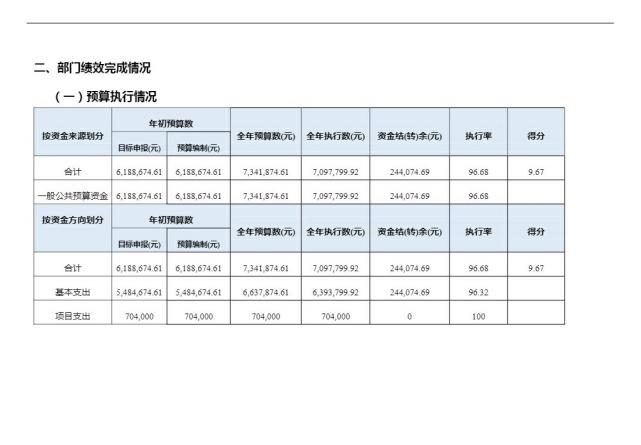 二、部门绩效完成情况
（一）预算执行情况
按资金来源划分 年初预算数 全年预算数(元) 全年执行数(元) 资金结(转)余(元) 执行率 得分
目标申报(元) 预算编制(元)
合计 6,188,674.61 6,188,674.61 7,341,874.61 7,097,799.92 244,074.69 96.68 9.67
一般公共预算资金 6,188,674.61 6,188,674.61 7,341,874.61 7,097,799.92 244,074.69 96.68
按资金方向划分 年初预算数 全年预算数(元) 全年执行数(元) 资金结(转)余(元) 执行率 得分
目标申报(元) 预算编制(元)
合计 6,188,674.61 6,188,674.61 7,341,874.61 7,097,799.92 244,074.69 96.68 9.67
基本支出 5,484,674.61 5,484,674.61 6,637,874.61 6,393,799.92 244,074.69 96.32
项目支出 704,000 704,000 704,000 704,000 0 100